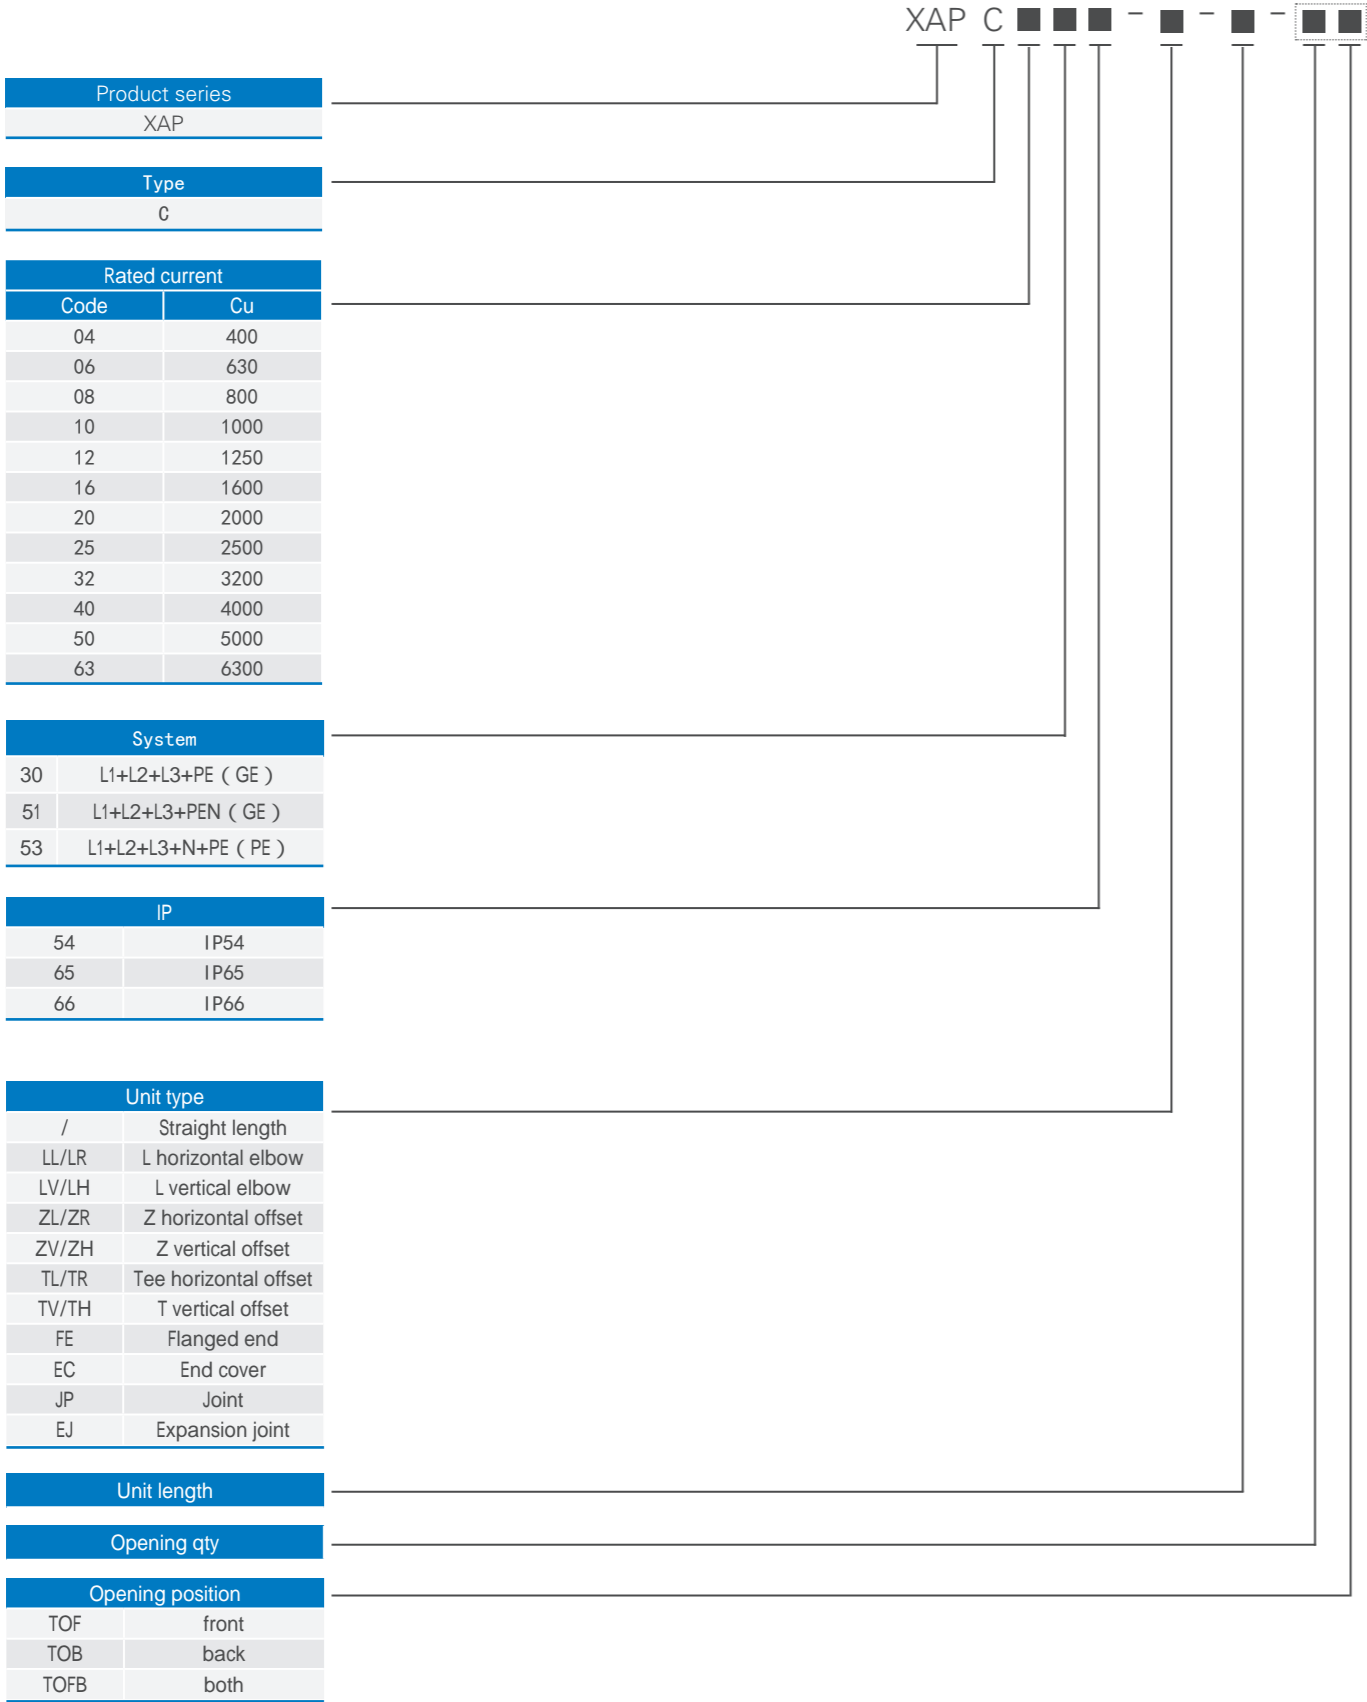 XAP C ■ ■ ■ - ■ - ■ - ■ ■
Product series
XAP
Type
C
Rated current
Code Cu
04 400
06 630
08 800
10 1000
12 1250
16 1600
20 2000
25 2500
32 3200
40 4000
50 5000
63 6300
System
30 L1+L2+L3+PE ( GE )
51 L1+L2+L3+PEN ( GE )
53 L1+L2+L3+N+PE ( PE )
IP
54 IP54
65 IP65
66 IP66
Unit type
/ Straight length
LL/LR L horizontal elbow
LV/LH L vertical elbow
ZL/ZR Z horizontal offset
ZV/ZH Z vertical offset
TL/TR Tee horizontal offset
TV/TH T vertical offset
FE Flanged end
EC End cover
JP Joint
EJ Expansion joint
Unit length
Opening qty
Opening position
TOF front
TOB back
TOFB both